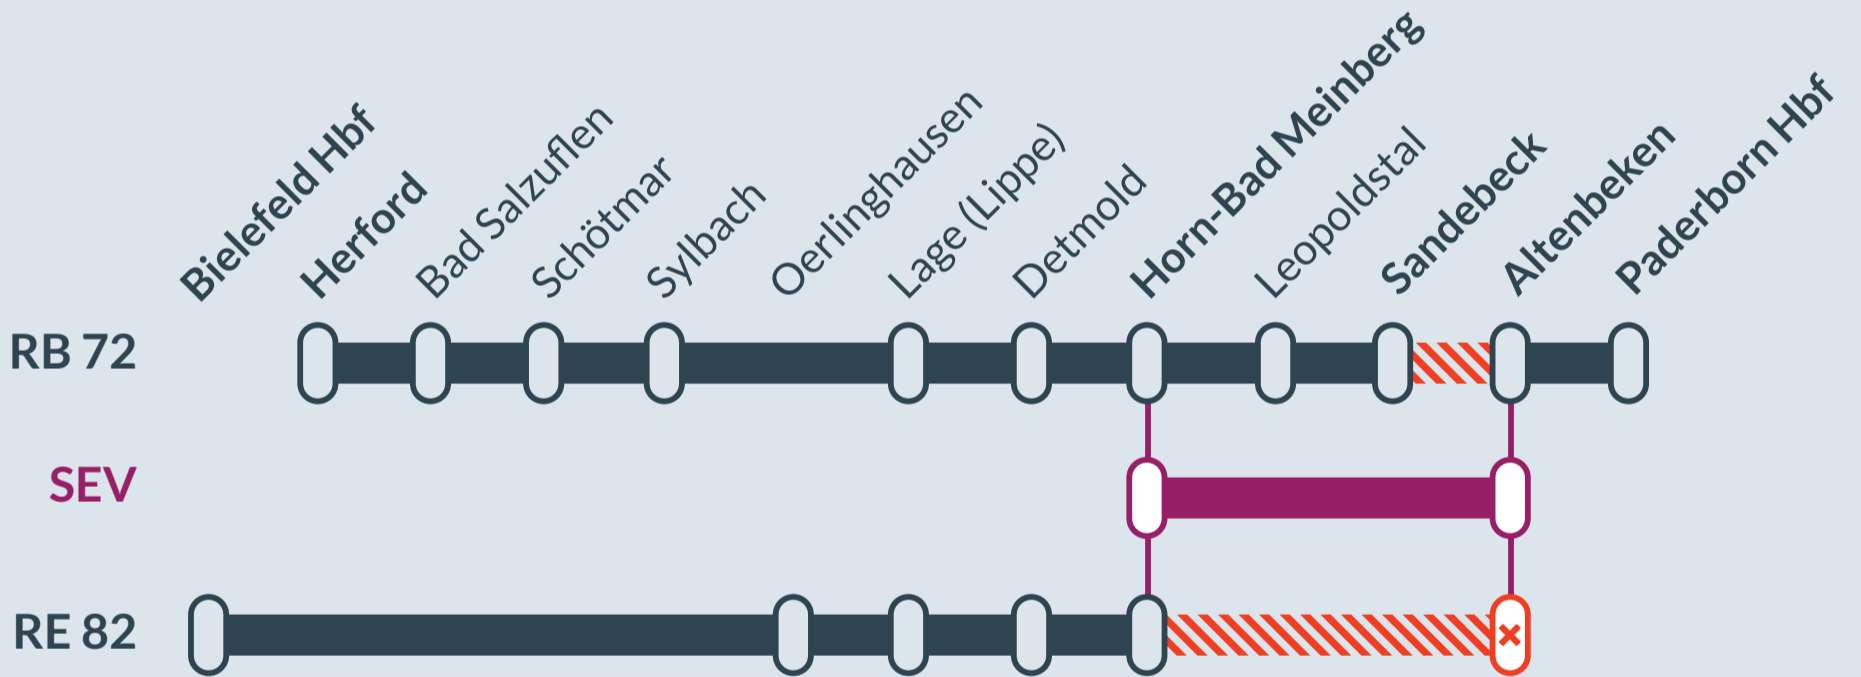 Bielefeld Hbf
Herford
Bad Salzuflen
Schötmar
Sylbach
Oerlinghausen
Lage (Lippe)
Detmold
Horn-Bad Meinberg
Leopoldstal
Sandebeck
Altenbeken
Paderborn Hbf
RB 72
SEV
RE 82